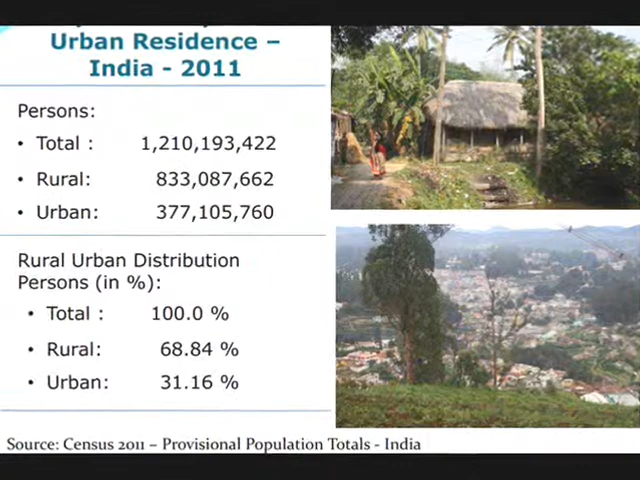 Urban Residence –
India - 2011
Persons:
• Total : 1,210,193,422
• Rural: 833,087,662
• Urban: 377,105,760
Rural Urban Distribution
Persons (in %):
• Total : 100.0 %
• Rural: 68.84 %
• Urban: 31.16 %
Source: Census 2011 – Provisional Population Totals - India